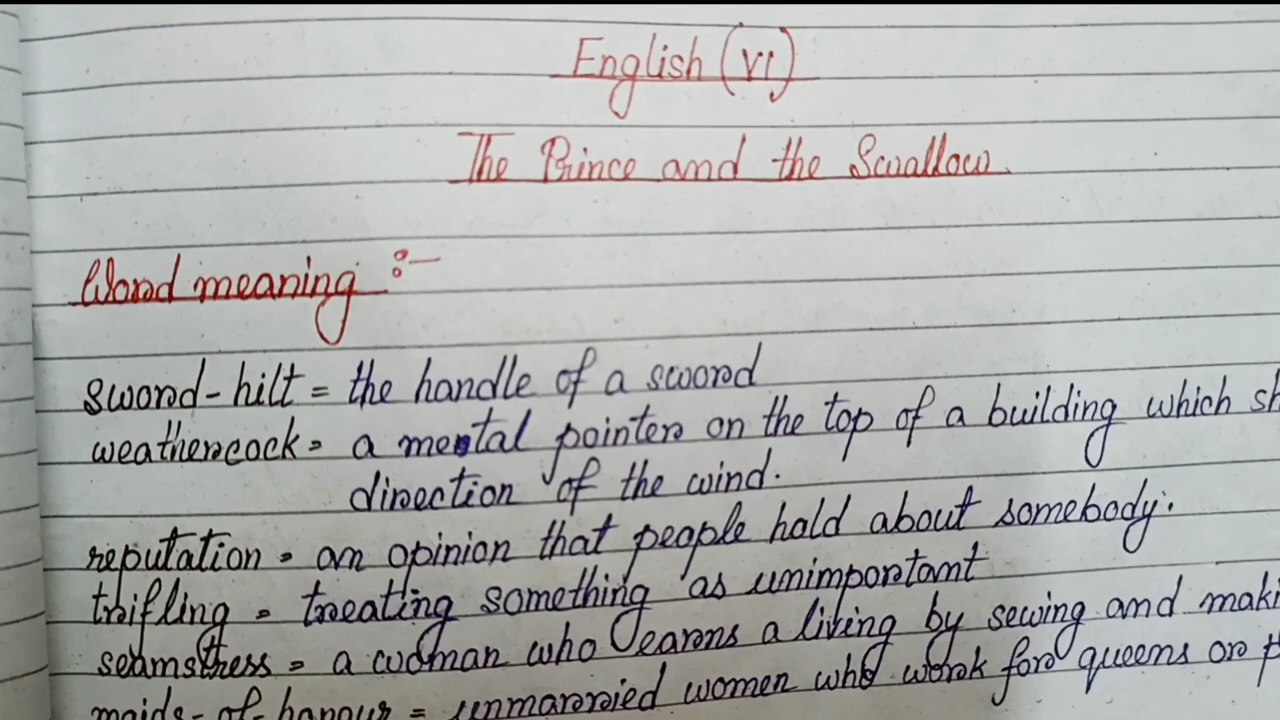 English (VI)
The Prince and the Swallow.
Word meaning :-
sword-hilt = the handle of a sword
weathercock = a metal pointer on the top of a building which sh
direction of the wind.
reputation = an opinion that people hold about somebody.
trifling = treating something as unimportant
seamstress = a woman who earns a living by sewing and maki
maids-of-honour = unmarried women who work for queens or p